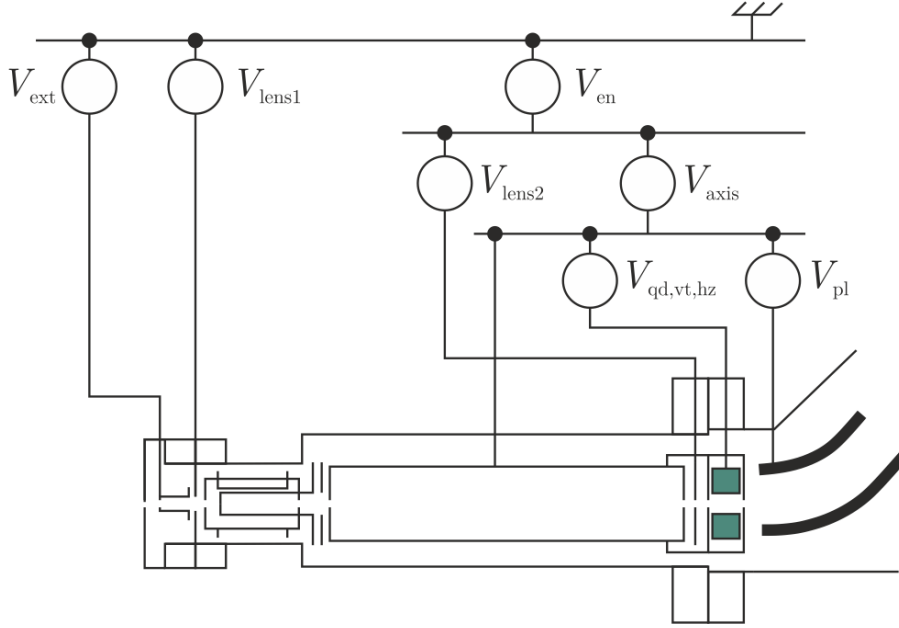 V_ext
V_lens1
V_en
V_lens2
V_axis
V_qd,vt,hz
V_pl